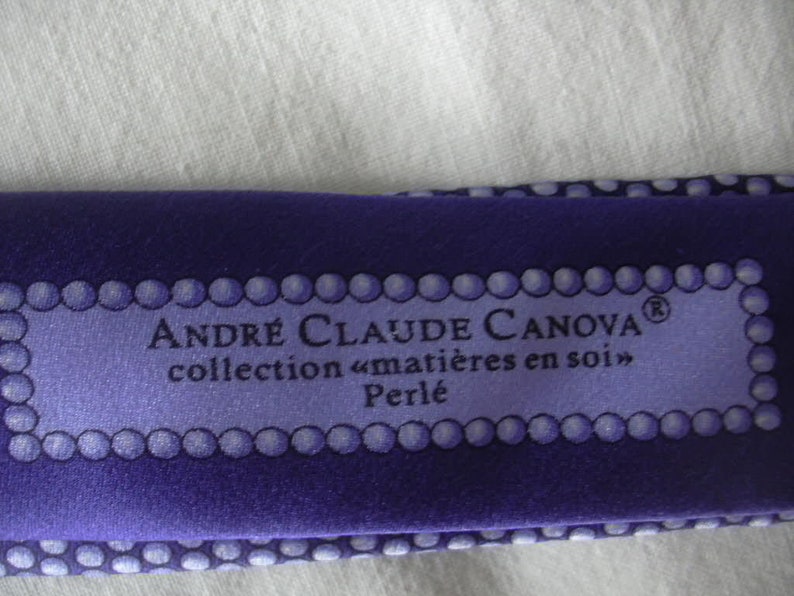 ANDRÉ CLAUDE CANOVA®
collection «matières en soi»
Perlé